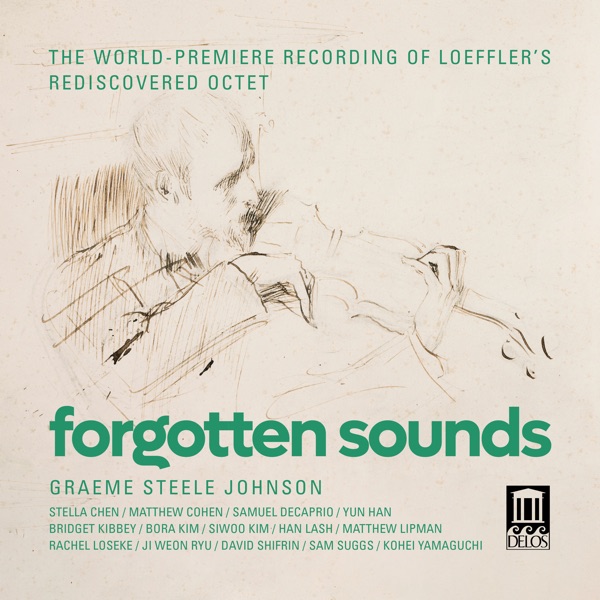 THE WORLD-PREMIERE RECORDING OF LOEFFLER'S
REDISCOVERED OCTET
forgotten sounds
GRAEME STEELE JOHNSON
STELLA CHEN / MATTHEW COHEN / SAMUEL DECAPRIO / YUN HAN
BRIDGET KIBBEY / BORA KIM / SIWOO KIM / HAN LASH / MATTHEW LIPMAN
RACHEL LOSEKE / JI WEON RYU / DAVID SHIFRIN / SAM SUGGS / KOHEI YAMAGUCHI
DELOS